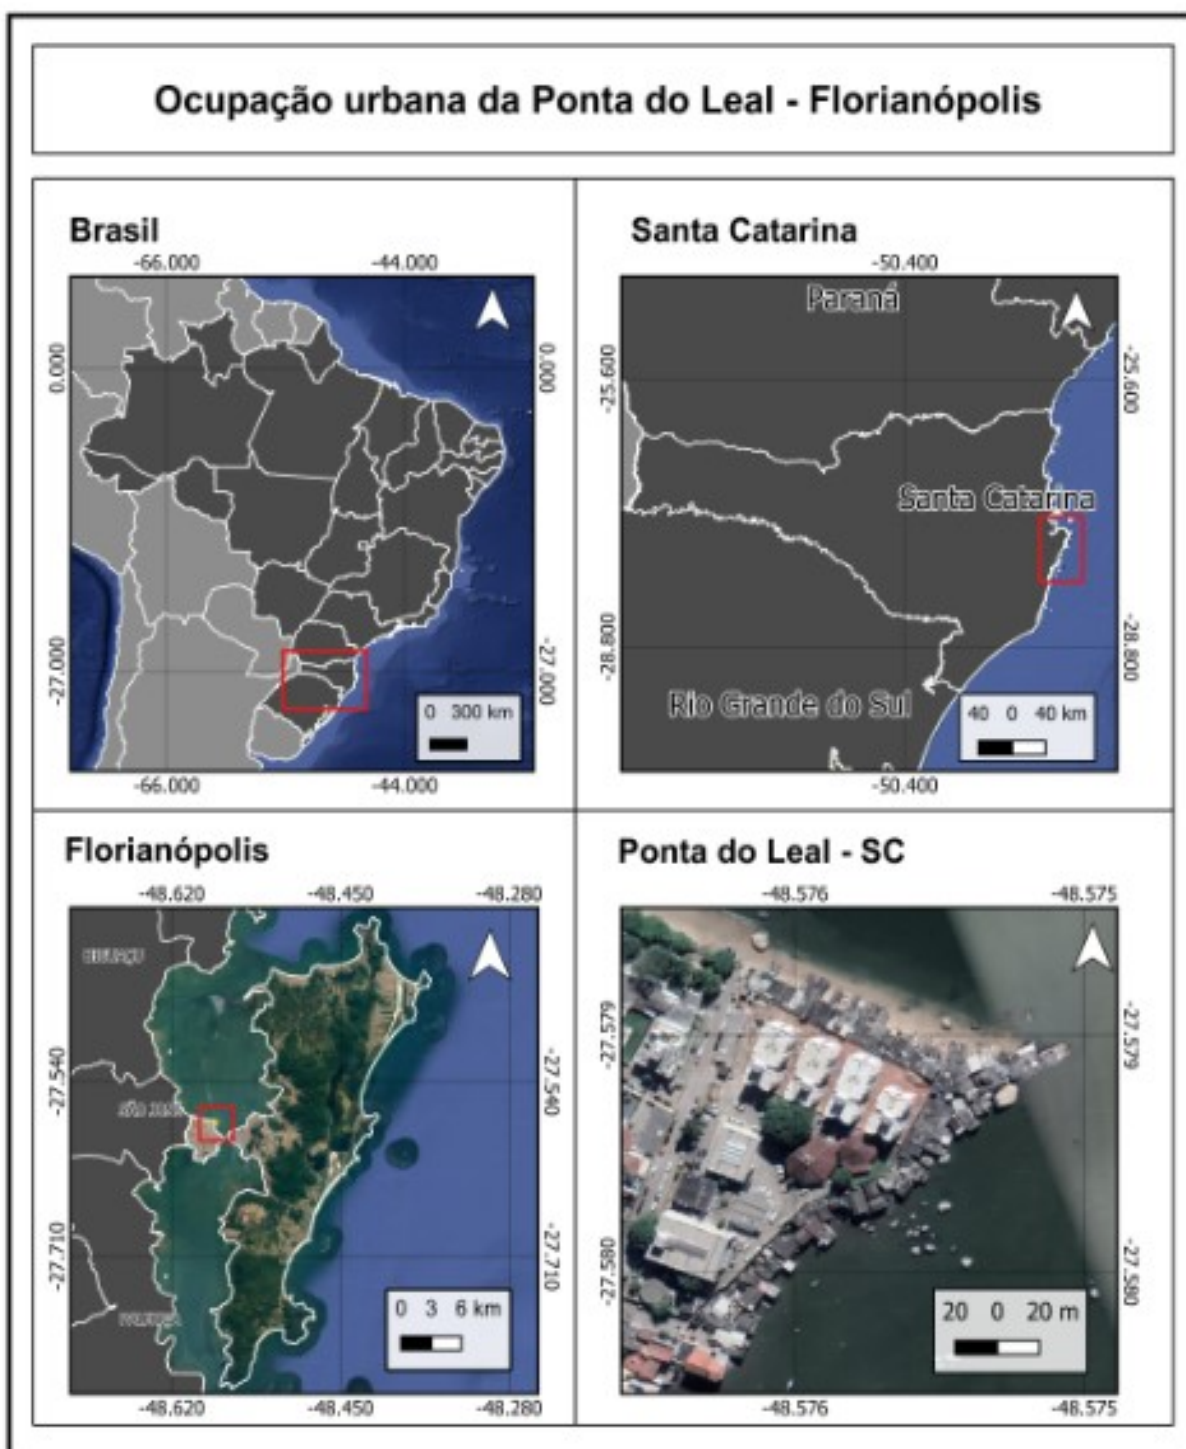 Ocupação urbana da Ponta do Leal - Florianópolis
Brasil
-66.000 -44.000
0.000
0.000
-27.000
-27.000
0 300 km
-66.000 -44.000
Santa Catarina
-50.400
Paraná
-25.600
-25.600
Santa Catarina
-28.800
-28.800
Rio Grande do Sul
40 0 40 km
-50.400
Florianópolis
-48.620 -48.450 -48.280
BIGUAÇU
-27.540
-27.540
SÃO JOSÉ
-27.710
-27.710
PALHOÇA
0 3 6 km
-48.620 -48.450 -48.280
Ponta do Leal - SC
-48.576 -48.575
-27.579
-27.579
-27.580
-27.580
20 0 20 m
-48.576 -48.575